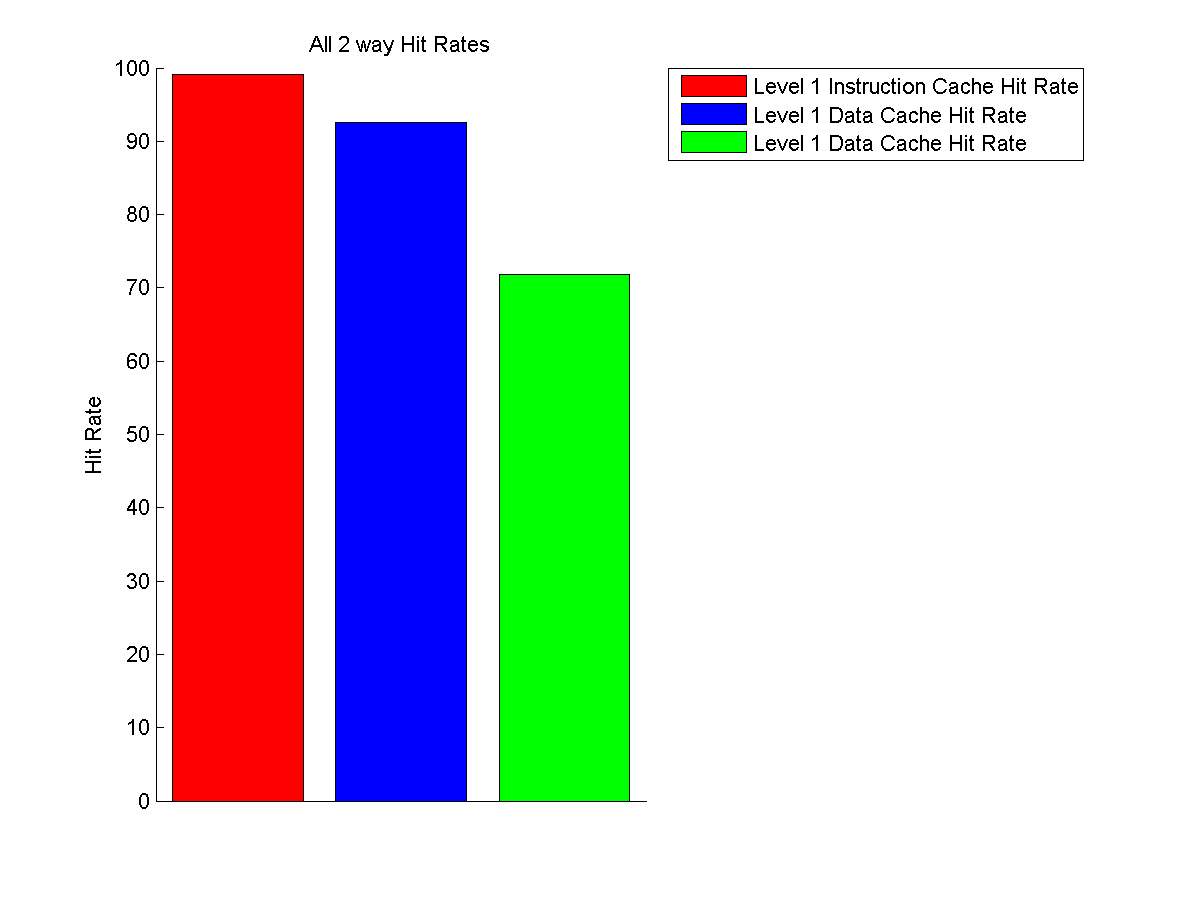 All 2 way Hit Rates
100
90
80
70
60
50
40
30
20
10
0
Hit Rate
Level 1 Instruction Cache Hit Rate
Level 1 Data Cache Hit Rate
Level 1 Data Cache Hit Rate